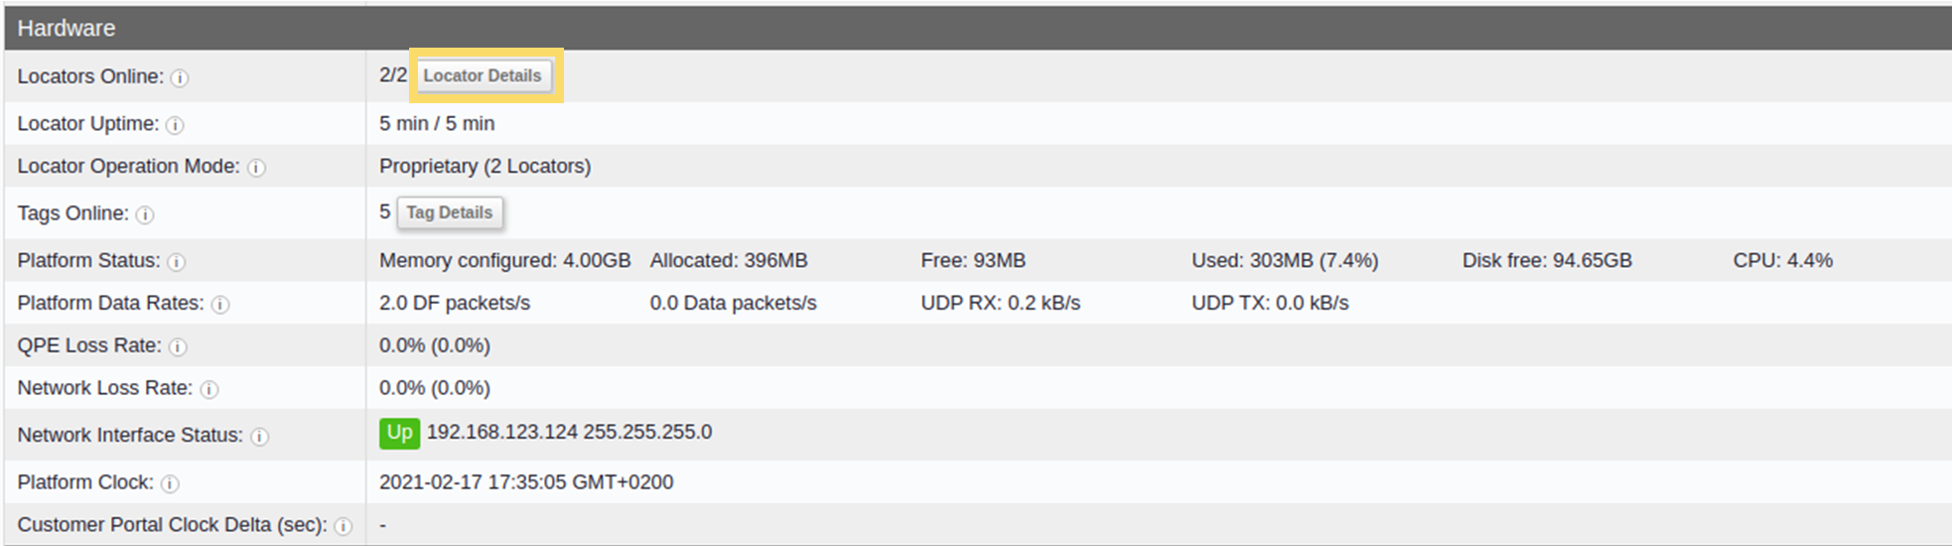 Hardware
Locators Online: i 2/2 Locator Details
Locator Uptime: i 5 min / 5 min
Locator Operation Mode: i Proprietary (2 Locators)
Tags Online: i 5 Tag Details
Platform Status: i Memory configured: 4.00GB Allocated: 396MB Free: 93MB Used: 303MB (7.4%) Disk free: 94.65GB CPU: 4.4%
Platform Data Rates: i 2.0 DF packets/s 0.0 Data packets/s UDP RX: 0.2 kB/s UDP TX: 0.0 kB/s
QPE Loss Rate: i 0.0% (0.0%)
Network Loss Rate: i 0.0% (0.0%)
Network Interface Status: i Up 192.168.123.124 255.255.255.0
Platform Clock: i 2021-02-17 17:35:05 GMT+0200
Customer Portal Clock Delta (sec): i -